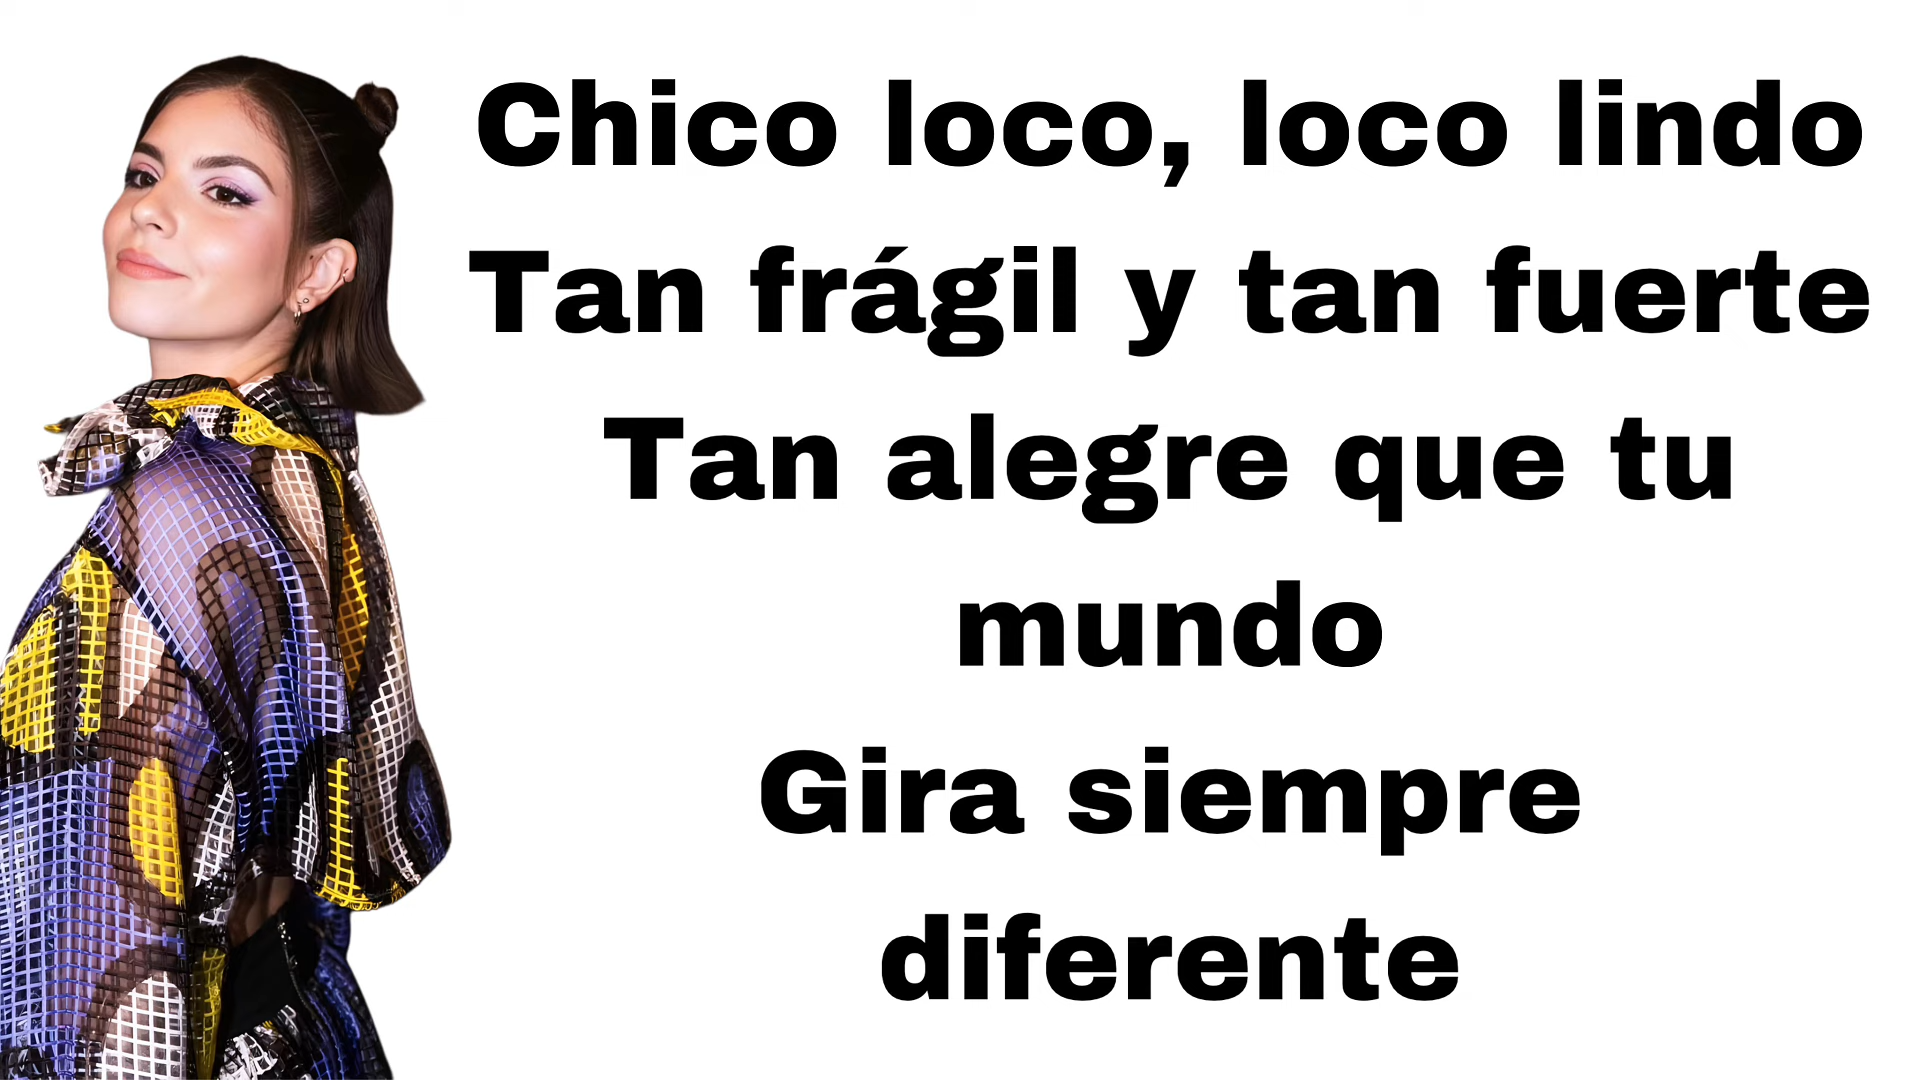 Chico loco, loco lindo
Tan frágil y tan fuerte
Tan alegre que tu
mundo
Gira siempre
diferente